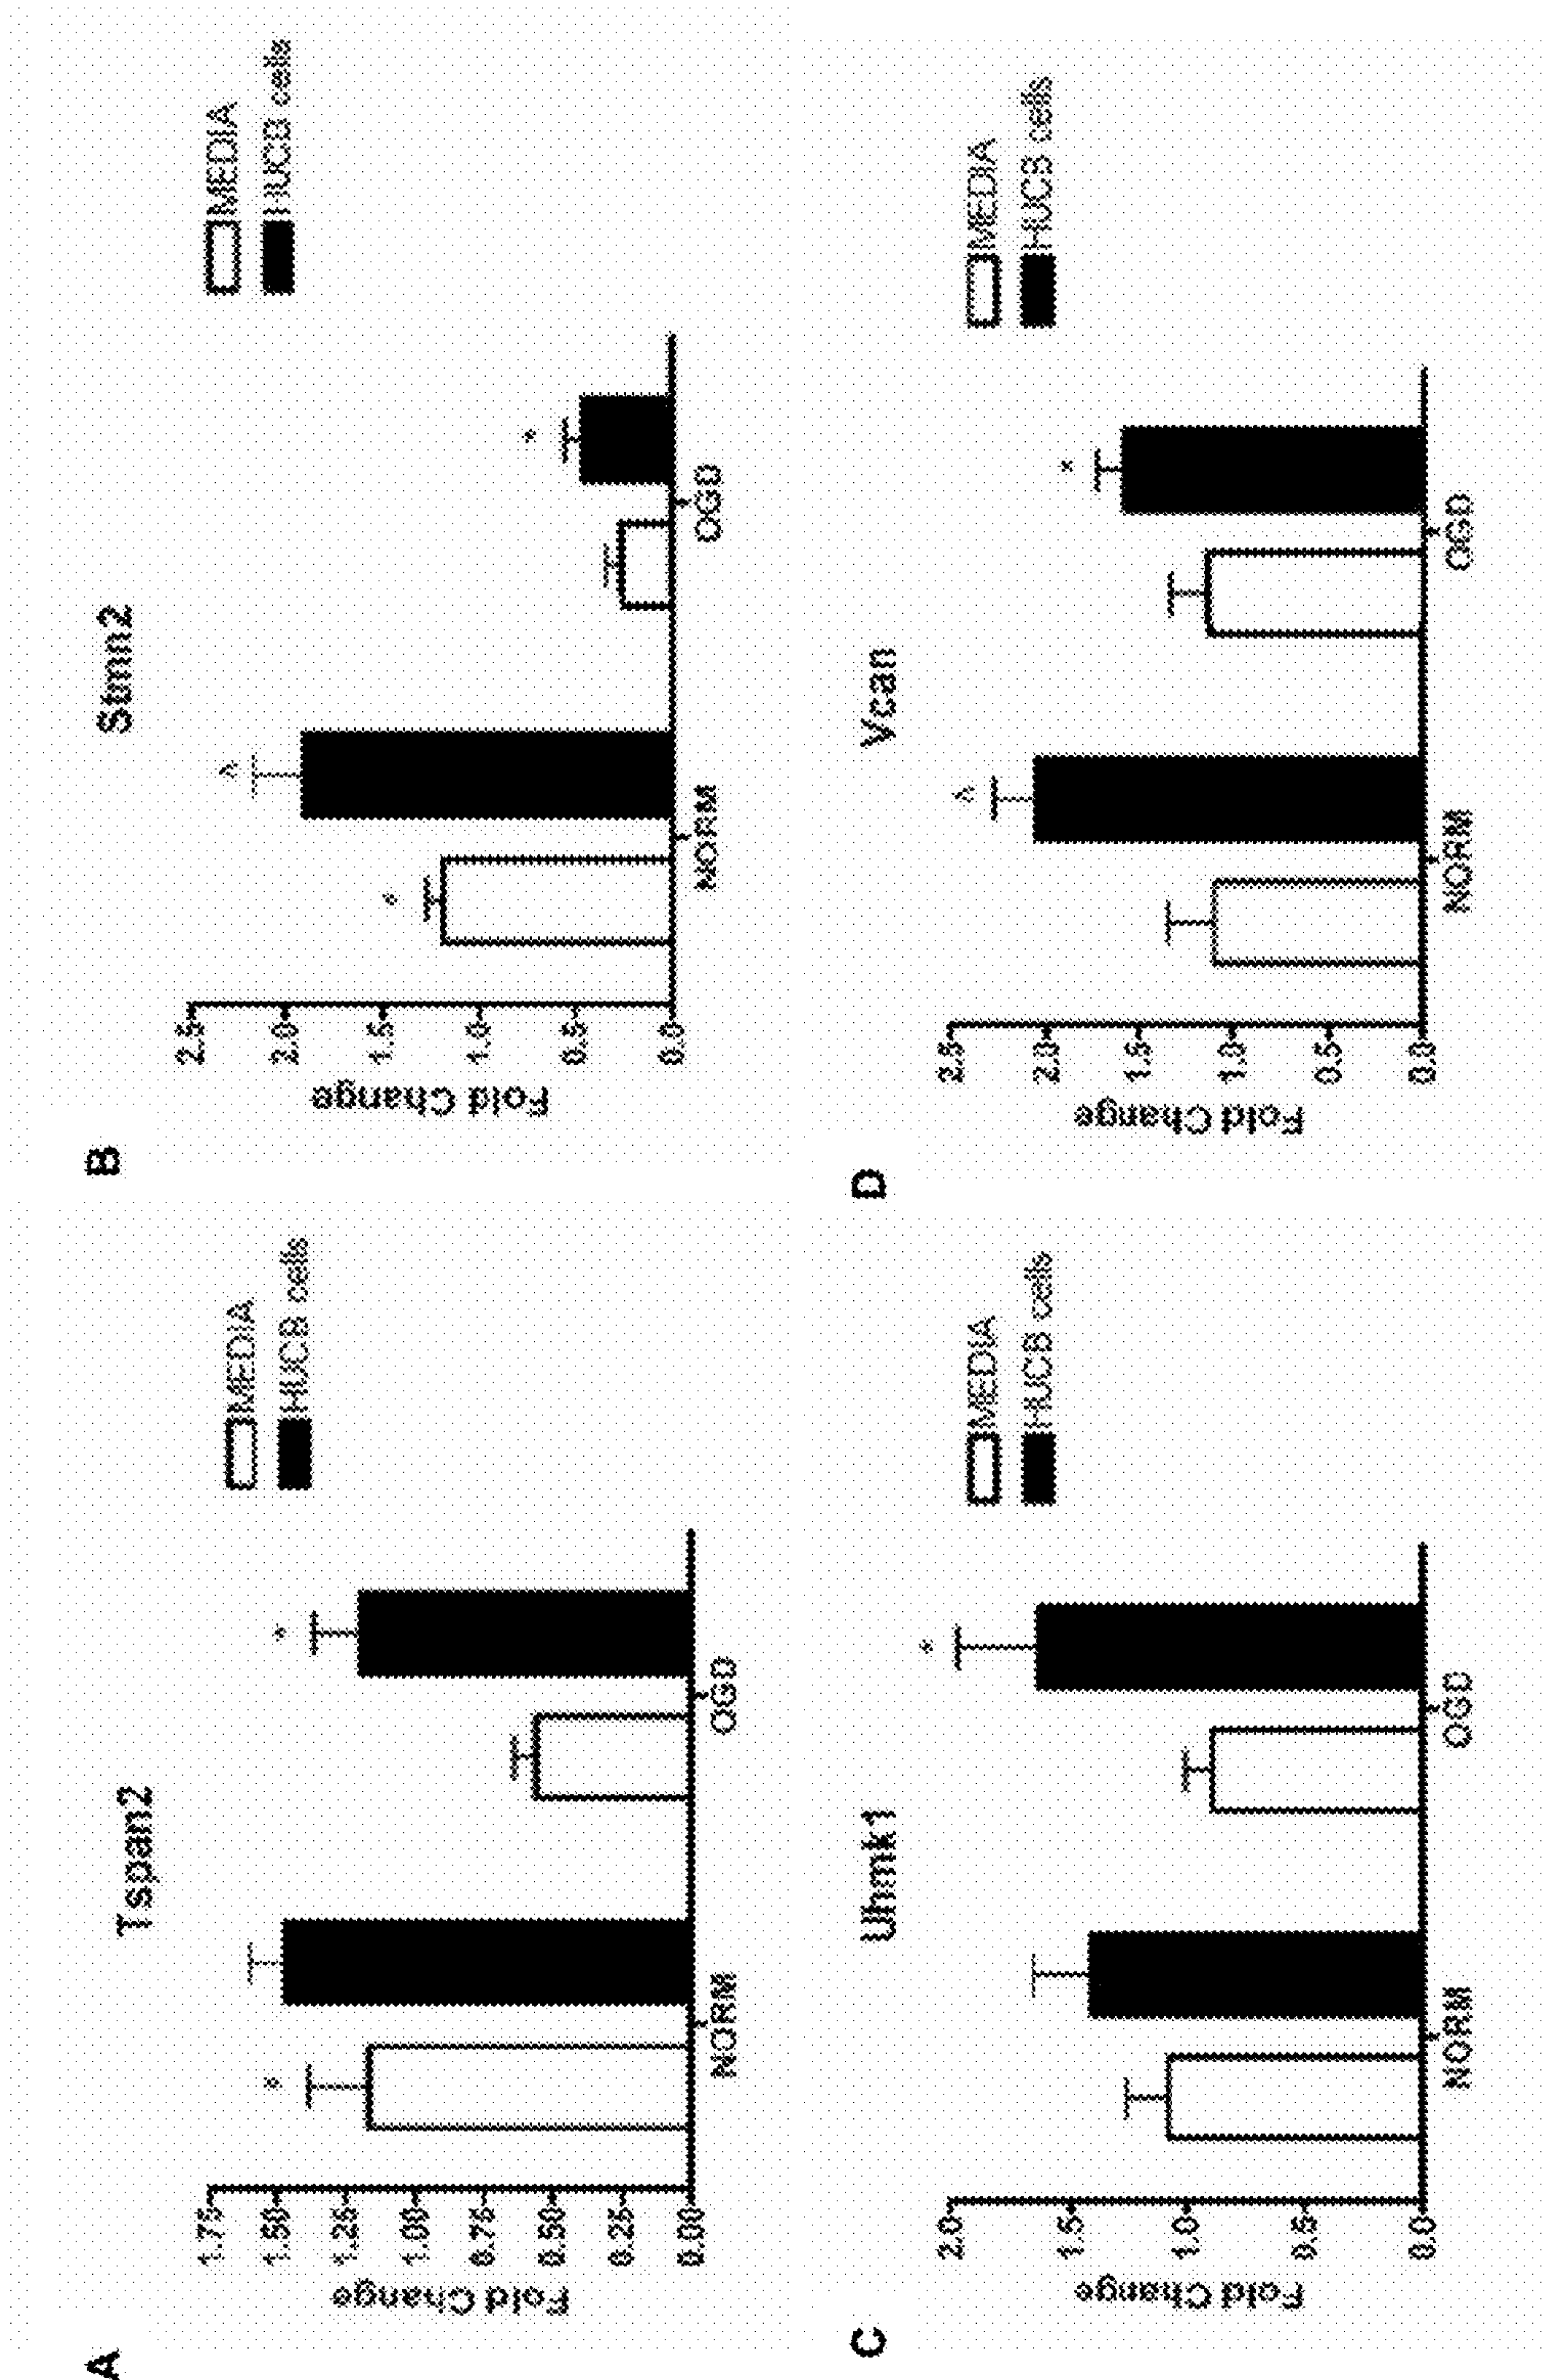 A
Tspan2
Fold Change
1.75
1.50
1.25
1.00
0.75
0.50
0.25
0.00
*
*
NORM
OGD
MEDIA
HUCB cells
B
Stmn2
Fold Change
2.5
2.0
1.5
1.0
0.5
0.0
*
^
*
NORM
OGD
MEDIA
HUCB cells
C
Uhmk1
Fold Change
2.0
1.5
1.0
0.5
0.0
*
NORM
OGD
MEDIA
HUCB cells
D
Vcan
Fold Change
2.5
2.0
1.5
1.0
0.5
0.0
^
*
NORM
OGD
MEDIA
HUCB cells